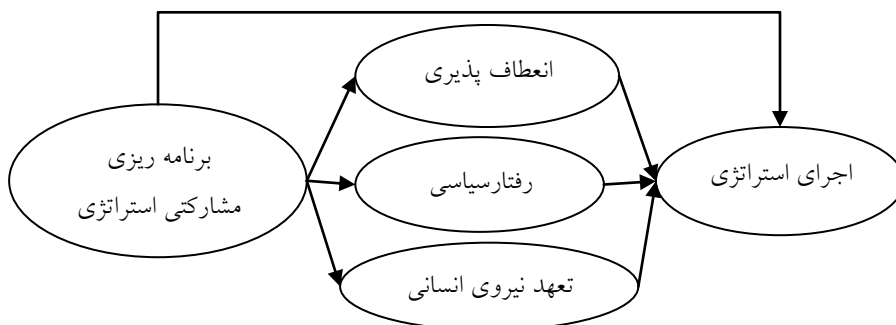 انعطاف پذیری
برنامه ریزی
مشارکتی استراتژی
رفتارسیاسی
اجرای استراتژی
تعهد نیروی انسانی